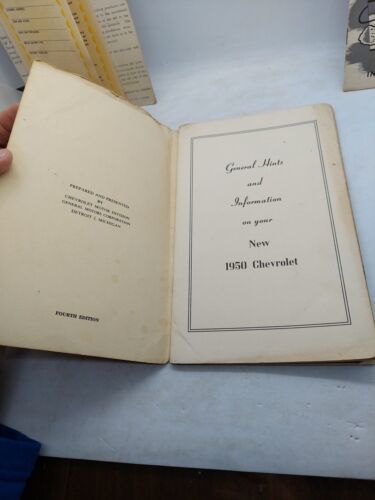 PREPARED AND PRESENTED
BY
CHEVROLET MOTOR DIVISION
GENERAL MOTORS CORPORATION
DETROIT 2, MICHIGAN
FOURTH EDITION
General Hints
and
Information
on your
New
1950 Chevrolet